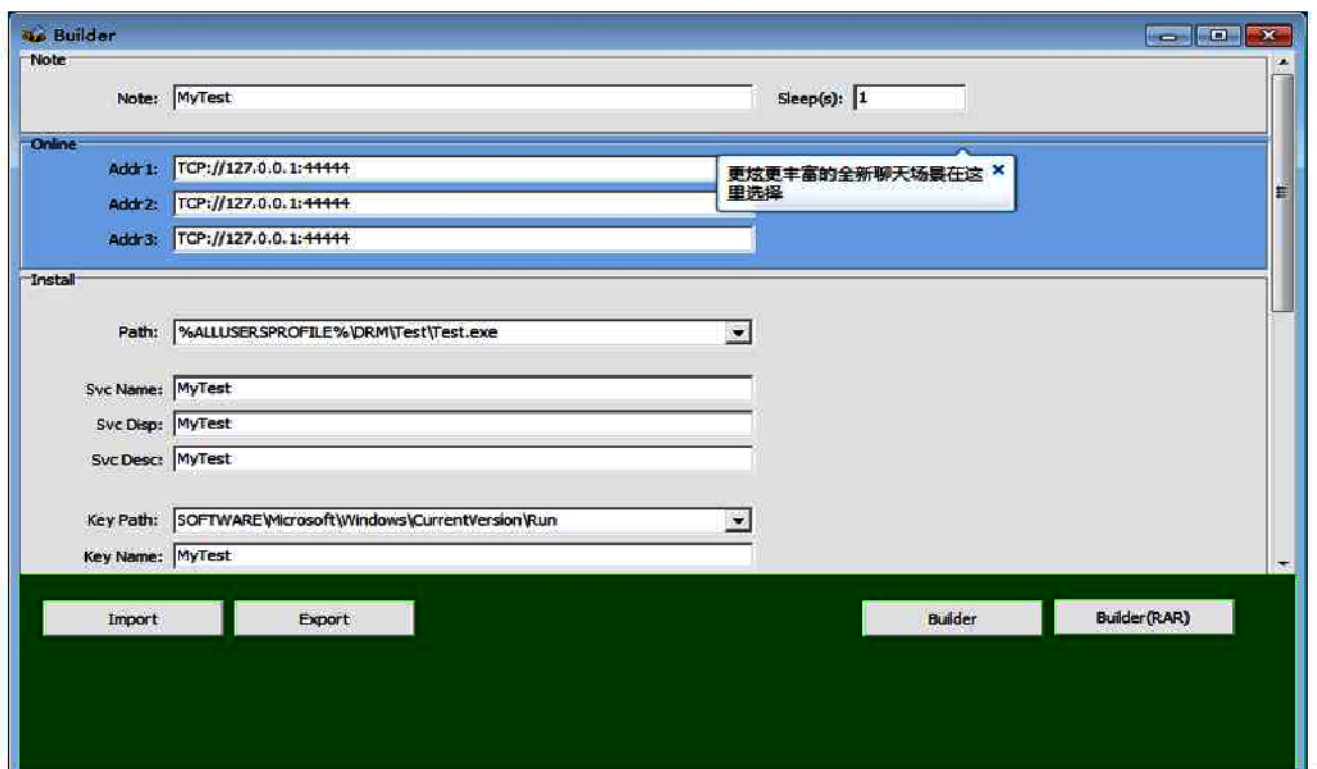 Builder
Note
Note: MyTest Sleep(s): 1
Online
Addr1: TCP://127.0.0.1:44444
更炫更丰富的全新聊天场景在这
里选择
Addr2: TCP://127.0.0.1:44444
Addr3: TCP://127.0.0.1:44444
Install
Path: %ALLUSERSPROFILE%\DRM\Test\Test.exe
Svc Name: MyTest
Svc Disp: MyTest
Svc Desc: MyTest
Key Path: SOFTWARE\Microsoft\Windows\CurrentVersion\Run
Key Name: MyTest
Import Export Builder Builder(RAR)